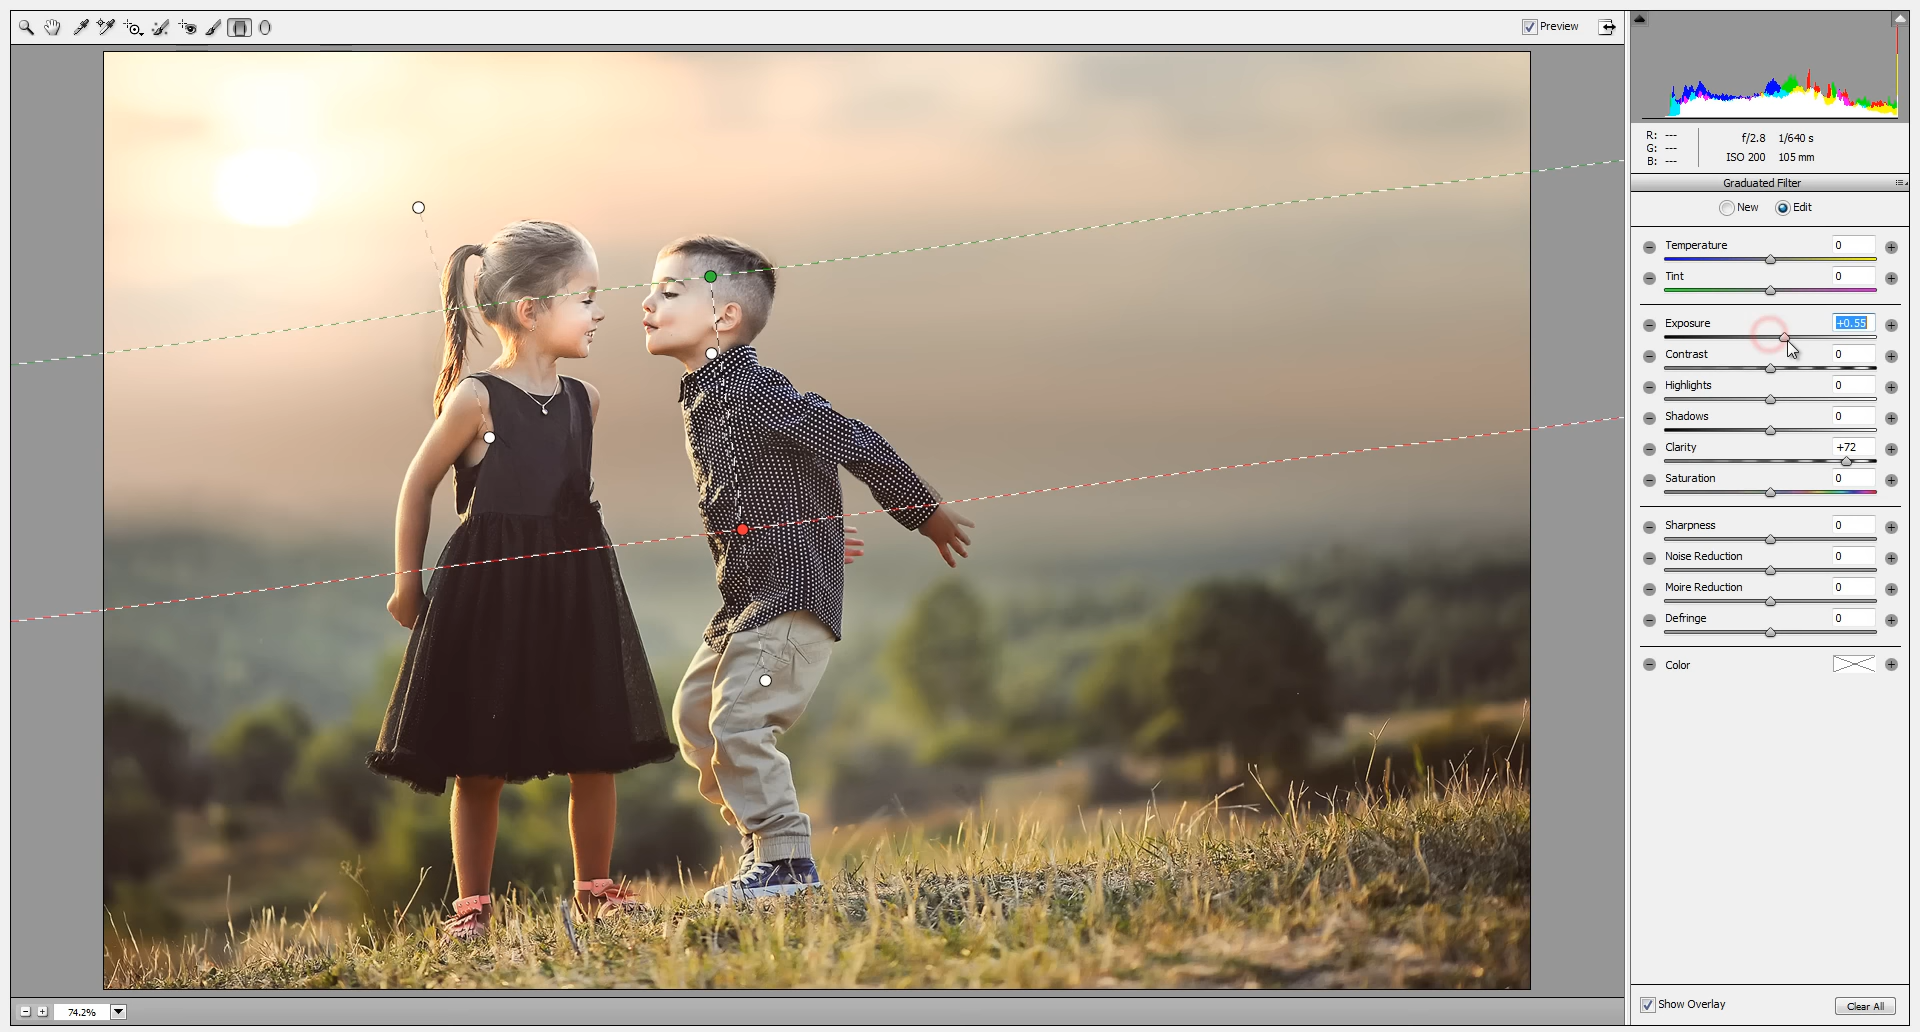 Preview
R: ---
G: ---
B: ---
f/2.8 1/640 s
ISO 200 105 mm
Graduated Filter
New Edit
Temperature 0
Tint 0
Exposure +0.55
Contrast 0
Highlights 0
Shadows 0
Clarity +72
Saturation 0
Sharpness 0
Noise Reduction 0
Moire Reduction 0
Defringe 0
Color
74.2%
Show Overlay Clear All